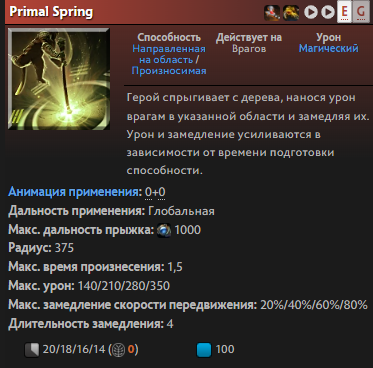 Primal Spring
E G
Способность Действует на Урон
Направленная Врагов Магический
на область /
Произносимая
Герой спрыгивает с дерева, нанося урон
врагам в указанной области и замедляя их.
Урон и замедление усиливаются в
зависимости от времени подготовки
способности.
Анимация применения: 0+0
Дальность применения: Глобальная
Макс. дальность прыжка: 1000
Радиус: 375
Макс. время произнесения: 1,5
Макс. урон: 140/210/280/350
Макс. замедление скорости передвижения: 20%/40%/60%/80%
Длительность замедления: 4
20/18/16/14 ( 0) 100